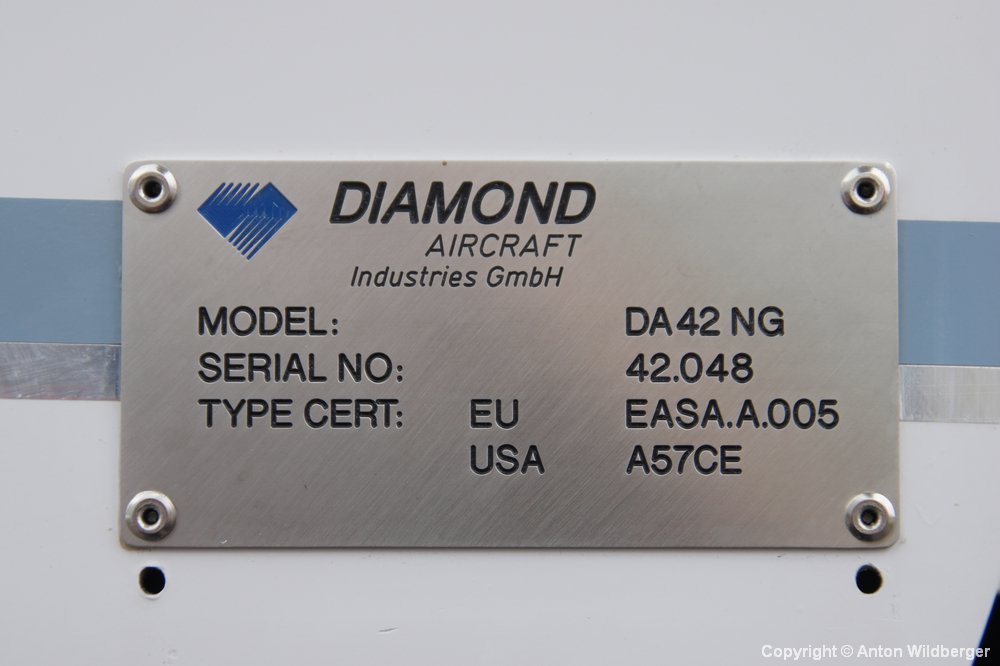 DIAMOND
AIRCRAFT
Industries GmbH
MODEL: DA42 NG
SERIAL NO: 42.048
TYPE CERT: EU EASA.A.005
USA A57CE
Copyright © Anton Wildberger